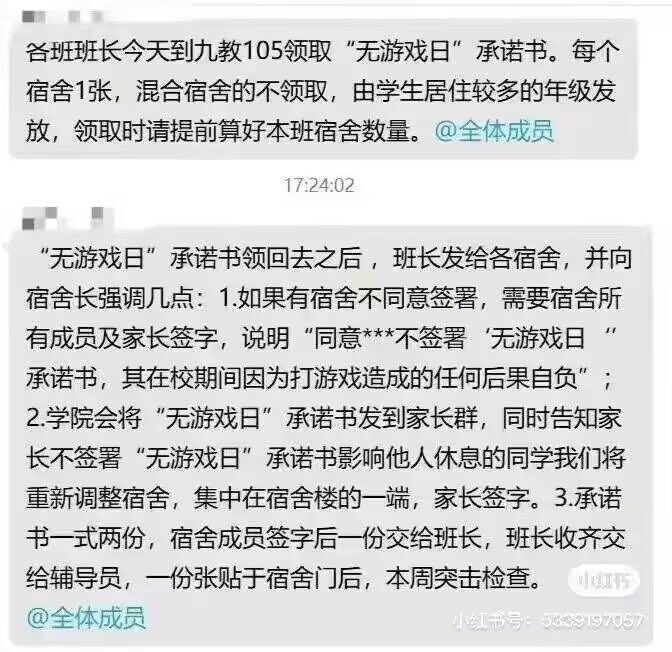 各班班长今天到九教105领取“无游戏日”承诺书。每个
宿舍1张，混合宿舍的不领取，由学生居住较多的年级发
放，领取时请提前算好本班宿舍数量。@全体成员
17:24:02
“无游戏日”承诺书领回去之后 ，班长发给各宿舍，并向
宿舍长强调几点：1.如果有宿舍不同意签署，需要宿舍所
有成员及家长签字，说明“同意***不签署‘无游戏日‘’
承诺书，其在校期间因为打游戏造成的任何后果自负”；
2.学院会将“无游戏日”承诺书发到家长群，同时告知家
长不签署“无游戏日”承诺书影响他人休息的同学我们将
重新调整宿舍，集中在宿舍楼的一端，家长签字。3.承诺
书一式两份，宿舍成员签字后一份交给班长，班长收齐交
给辅导员，一份张贴于宿舍门后，本周突击检查。
@全体成员
小红书
小红书号：5339197057